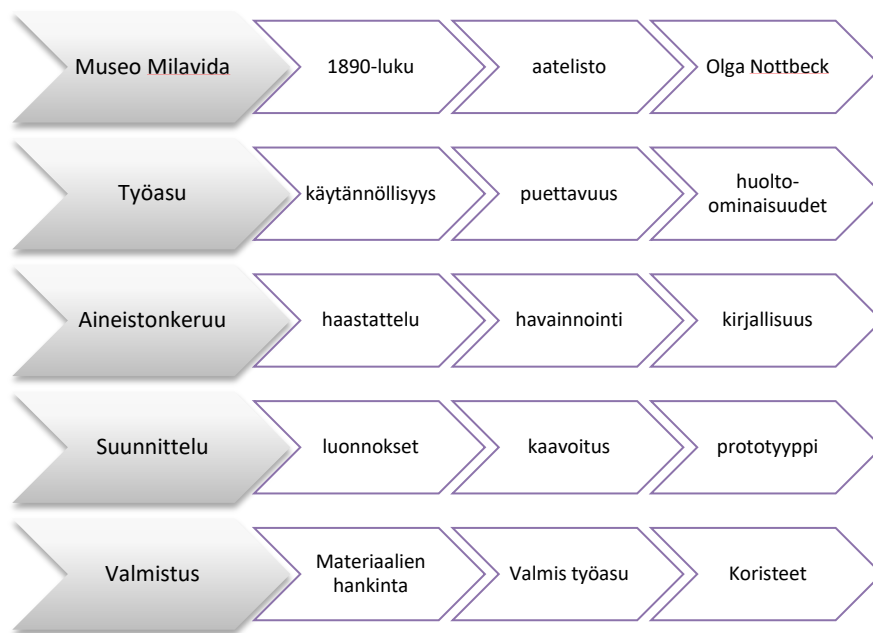 Museo Milavida
1890-luku
aatelisto
Olga Nottbeck
Työasu
käytännöllisyys
puettavuus
huolto-
ominaisuudet
Aineistonkeruu
haastattelu
havainnointi
kirjallisuus
Suunnittelu
luonnokset
kaavoitus
prototyyppi
Valmistus
Materiaalien
hankinta
Valmis työasu
Koristeet